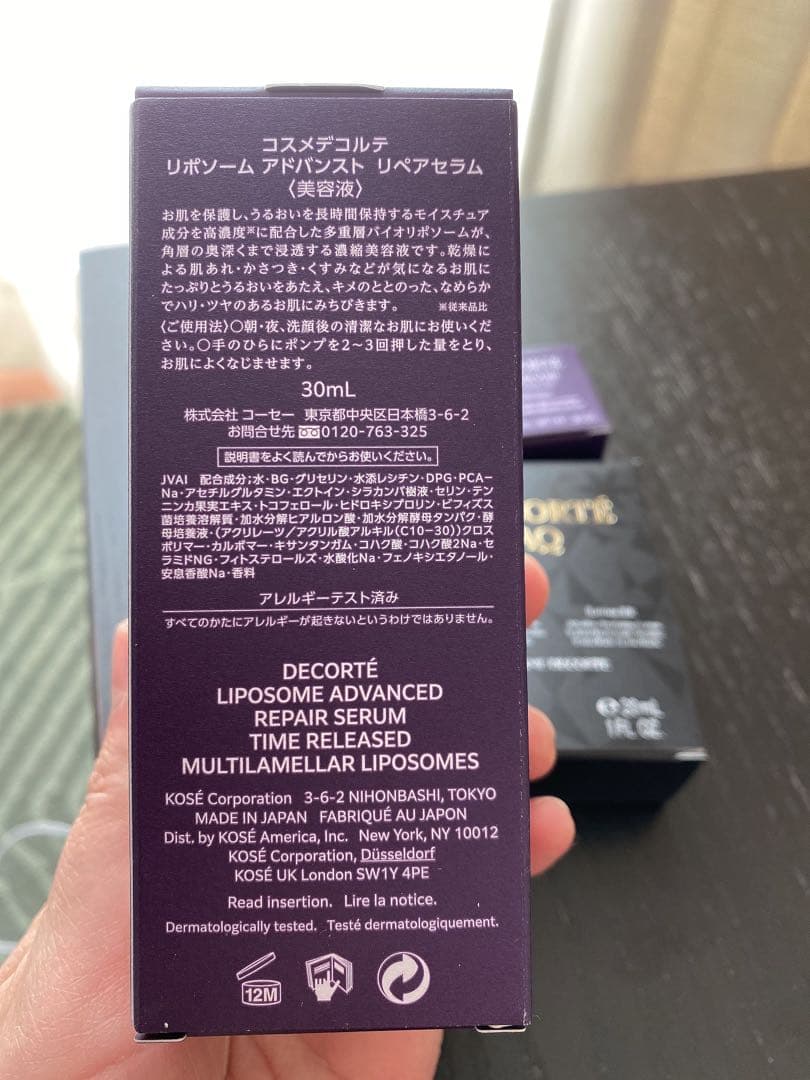 コスメデコルテ
リポソーム アドバンスト リペアセラム
〈美容液〉
お肌を保護し、うるおいを長時間保持するモイスチュア
成分を高濃度※に配合した多重層バイオリポソームが、
角層の奥深くまで浸透する濃縮美容液です。乾燥
による肌あれ・かさつき・くすみなどが気になるお肌に
たっぷりとうるおいをあたえ、キメのととのった、なめらか
でハリ・ツヤのあるお肌にみちびきます。 ※従来品比
〈ご使用法〉○朝・夜、洗顔後の清潔なお肌にお使いくだ
さい。○手のひらにポンプを2～3回押した量をとり、
お肌によくなじませます。
30mL
株式会社 コーセー 東京都中央区日本橋3-6-2
お問合せ先 0120-763-325
説明書をよく読んでからお使いください。
JVAI 配合成分；水・BG・グリセリン・水添レシチン・DPG・PCA-
Na・アセチルグルタミン・エクトイン・シラカンバ樹液・セリン・テン
ニンカ果実エキス・トコフェロール・ヒドロキシプロリン・ビフィズス
菌培養溶解質・加水分解ヒアルロン酸・加水分解酵母タンパク・酵
母培養液・(アクリレーツ／アクリル酸アルキル(C10-30))クロス
ポリマー・カルボマー・キサンタンガム・コハク酸・コハク酸2Na・セ
ラミドNG・フィトステロールズ・水酸化Na・フェノキシエタノール・
安息香酸Na・香料
アレルギーテスト済み
すべてのかたにアレルギーが起きないというわけではありません。
DECORTÉ
LIPOSOME ADVANCED
REPAIR SERUM
TIME RELEASED
MULTILAMELLAR LIPOSOMES
KOSÉ Corporation 3-6-2 NIHONBASHI, TOKYO
MADE IN JAPAN FABRIQUÉ AU JAPON
Dist. by KOSÉ America, Inc. New York, NY 10012
KOSÉ Corporation, Düsseldorf
KOSÉ UK London SW1Y 4PE
Read insertion. Lire la notice.
Dermatologically tested. Testé dermatologiquement.
12M
ORTÉ
AQ
1 FL OZ.